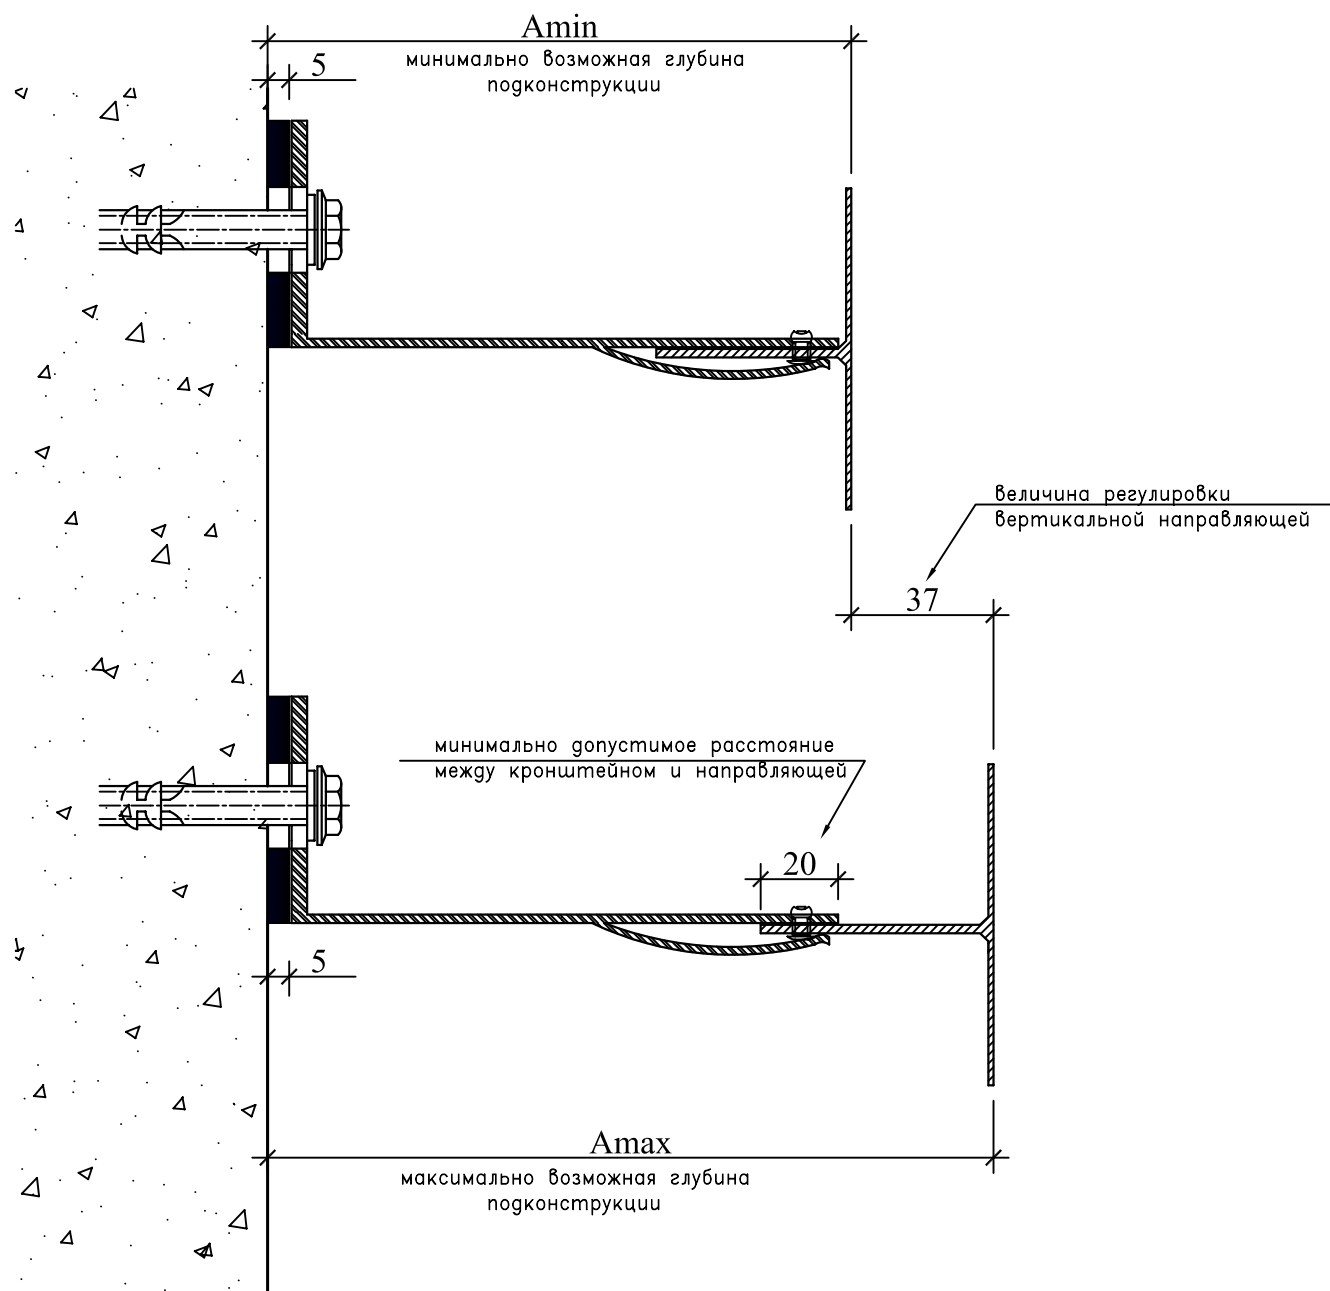 Amin
минимально возможная глубина
подконструкции
5
величина регулировки
вертикальной направляющей
37
минимально допустимое расстояние
между кронштейном и направляющей
20
5
Amax
максимально возможная глубина
подконструкции